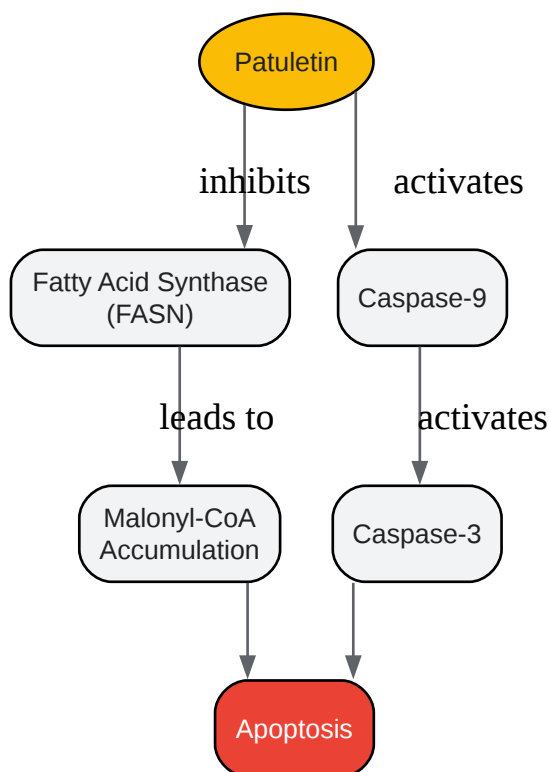 Patuletin
inhibits
activates
Fatty Acid Synthase
(FASN)
Caspase-9
leads to
activates
Malonyl-CoA
Accumulation
Caspase-3
Apoptosis